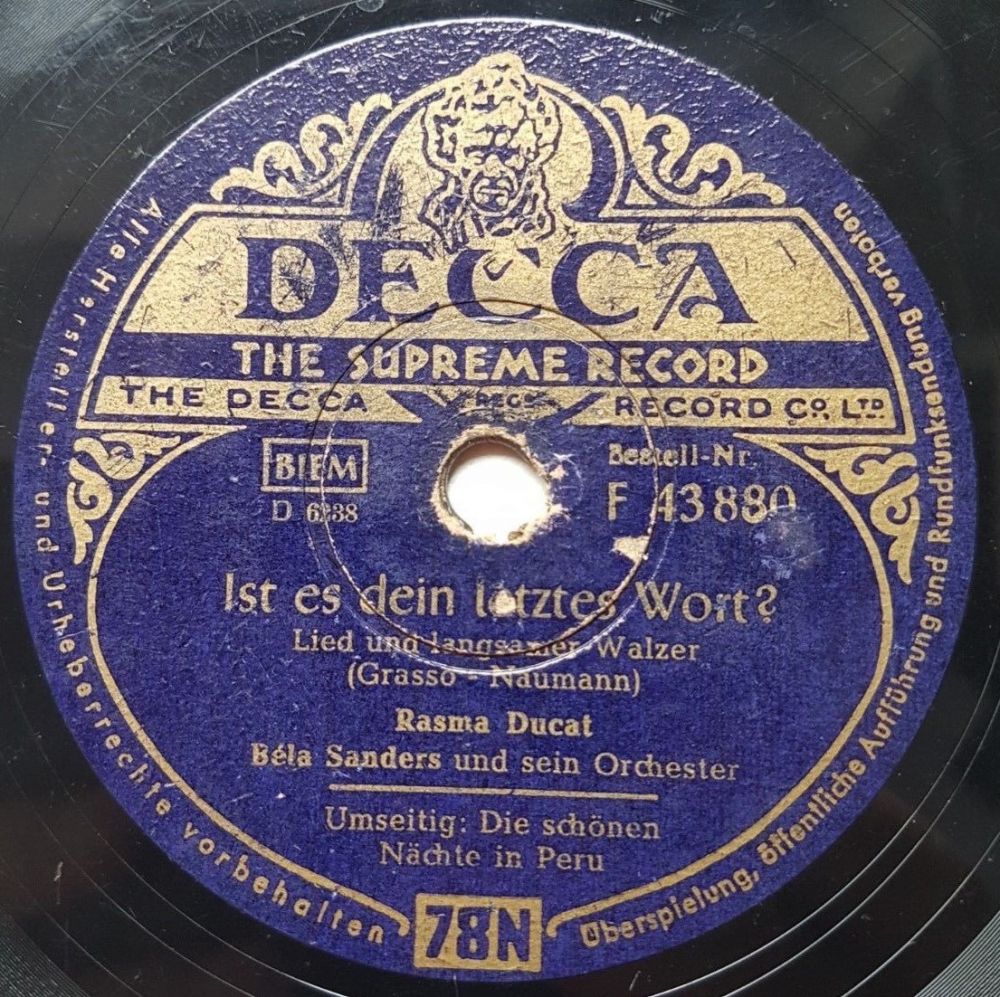 DECCA
THE SUPREME RECORD
THE DECCA REGD RECORD CO. LTD.
BIEM
D 6238
Bestell-Nr.
F 43880
Ist es dein letztes Wort?
Lied und langsamer Walzer
(Grasso - Naumann)
Rasma Ducat
Béla Sanders und sein Orchester
Umseitig: Die schönen
Nächte in Peru
78N
Alle Hersteller- und Urheberrechte vorbehalten
Überspielung, öffentliche Aufführung und Rundfunksendung verboten